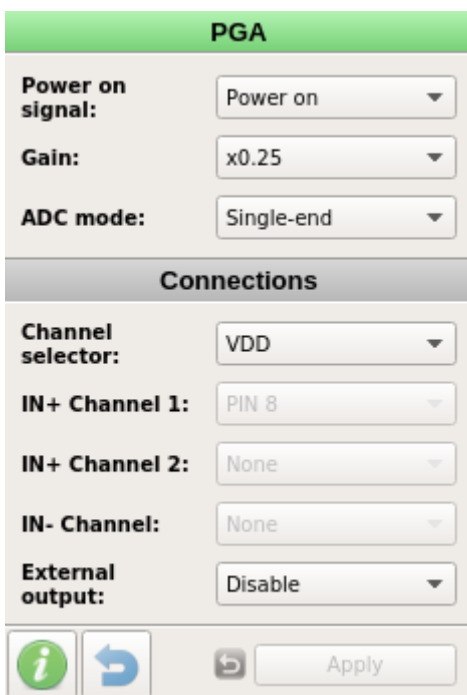 PGA
Power on
signal:
Power on
Gain:
x0.25
ADC mode:
Single-end
Connections
Channel
selector:
VDD
IN+ Channel 1:
PIN 8
IN+ Channel 2:
None
IN- Channel:
None
External
output:
Disable
Apply